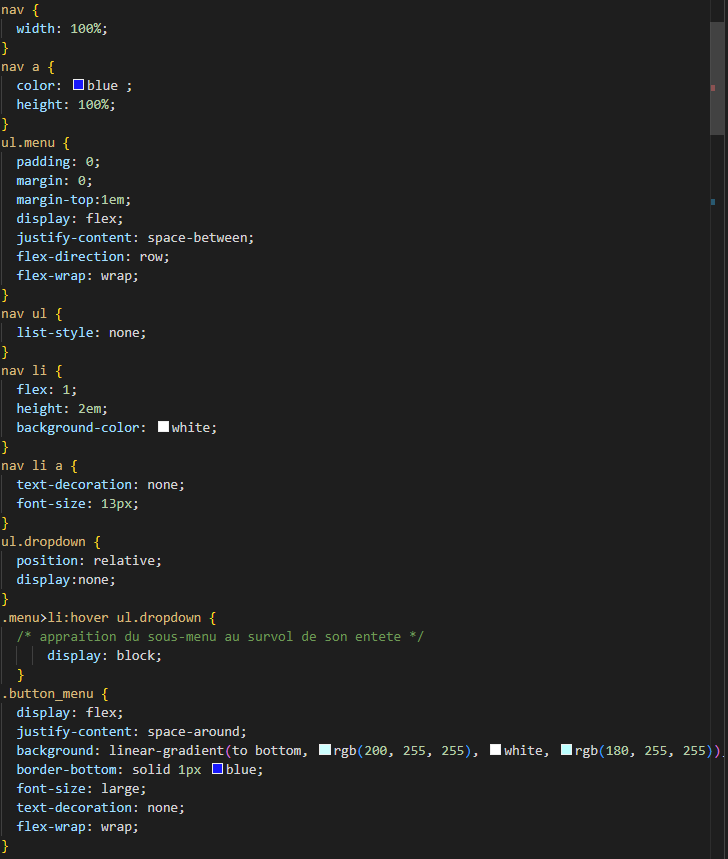 nav {
width: 100%;
}
nav a {
color: blue ;
height: 100%;
}
ul.menu {
padding: 0;
margin: 0;
margin-top:1em;
display: flex;
justify-content: space-between;
flex-direction: row;
flex-wrap: wrap;
}
nav ul {
list-style: none;
}
nav li {
flex: 1;
height: 2em;
background-color: white;
}
nav li a {
text-decoration: none;
font-size: 13px;
}
ul.dropdown {
position: relative;
display:none;
}
.menu>li:hover ul.dropdown {
/* appraition du sous-menu au survol de son entete */
display: block;
}
.button_menu {
display: flex;
justify-content: space-around;
background: linear-gradient(to bottom, rgb(200, 255, 255), white, rgb(180, 255, 255))
border-bottom: solid 1px blue;
font-size: large;
text-decoration: none;
flex-wrap: wrap;
}